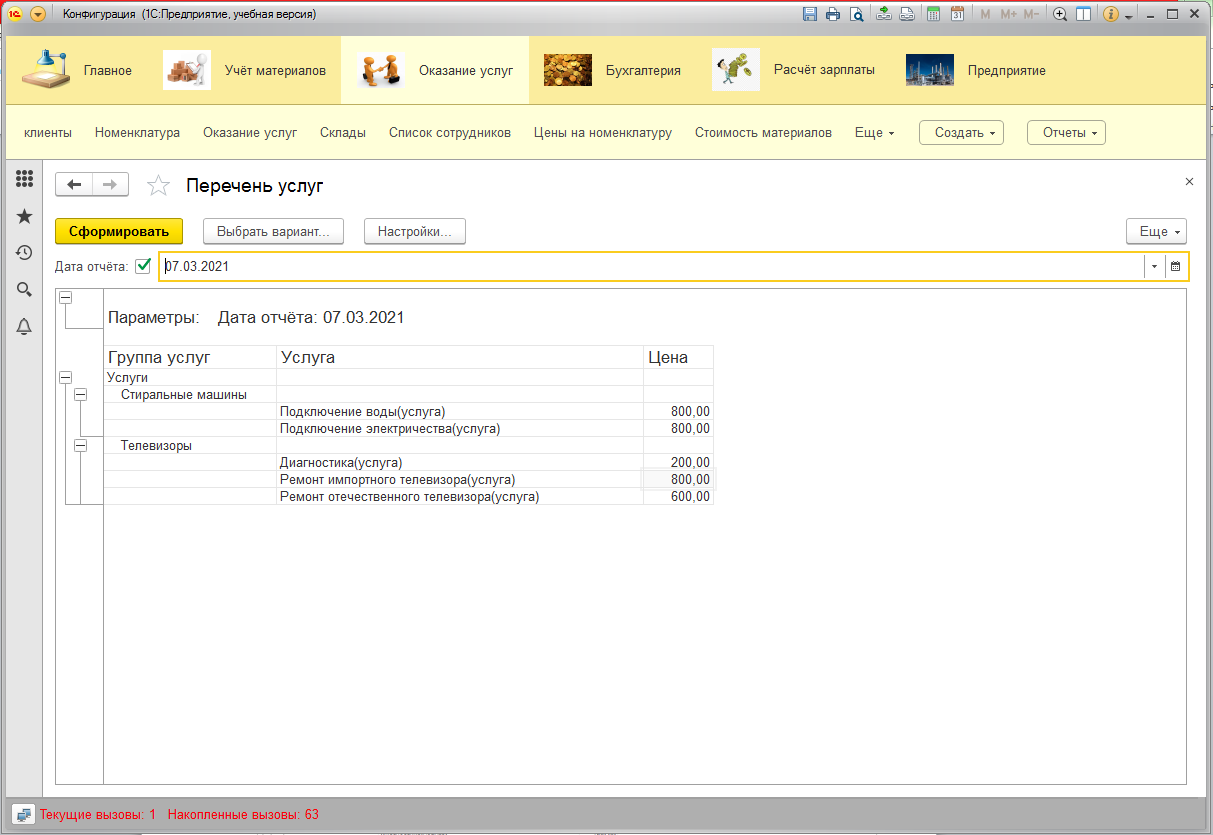 Конфигурация (1С:Предприятие, учебная версия)
31 M M+ M-
Главное Учёт материалов Оказание услуг Бухгалтерия Расчёт зарплаты Предприятие
клиенты Номенклатура Оказание услуг Склады Список сотрудников Цены на номенклатуру Стоимость материалов Еще Создать Отчеты
Перечень услуг
Сформировать Выбрать вариант... Настройки... Еще
Дата отчёта: 07.03.2021
Параметры: Дата отчёта: 07.03.2021
Группа услуг Услуга Цена
Услуги
Стиральные машины
Подключение воды(услуга) 800,00
Подключение электричества(услуга) 800,00
Телевизоры
Диагностика(услуга) 200,00
Ремонт импортного телевизора(услуга) 800,00
Ремонт отечественного телевизора(услуга) 600,00
Текущие вызовы: 1 Накопленные вызовы: 63